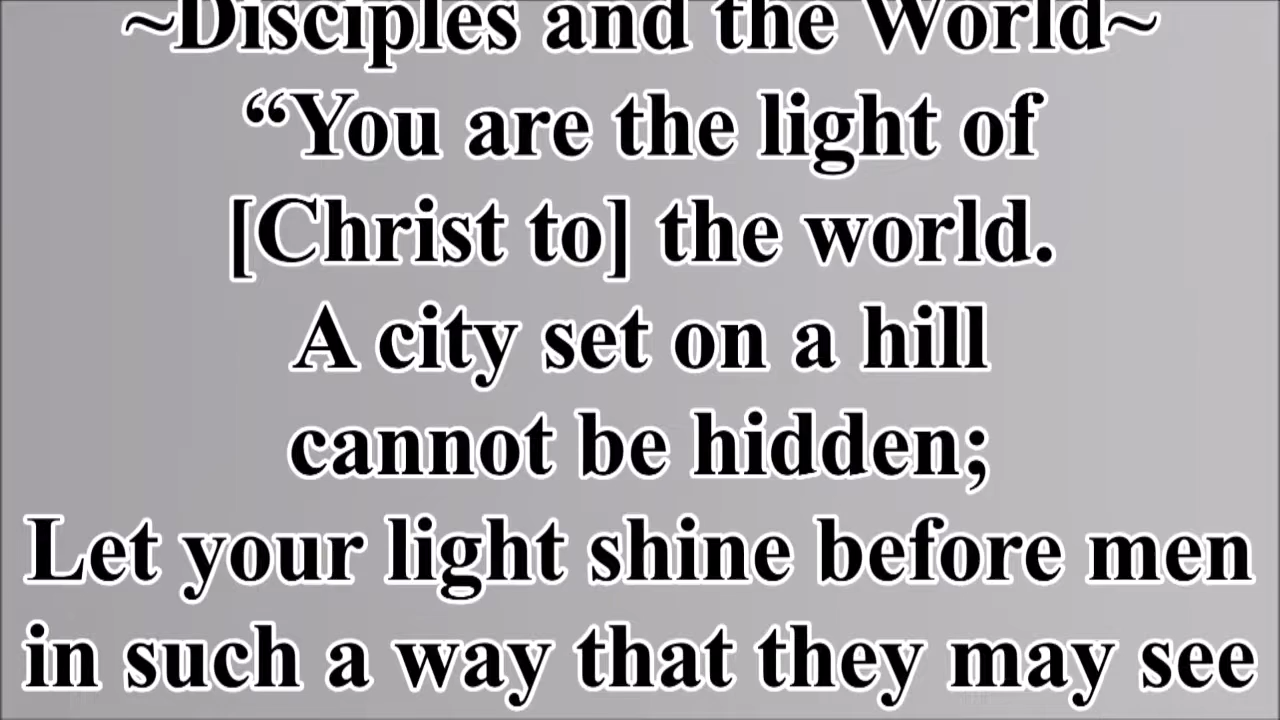 ~Disciples and the World~
“You are the light of
[Christ to] the world.
A city set on a hill
cannot be hidden;
Let your light shine before men
in such a way that they may see